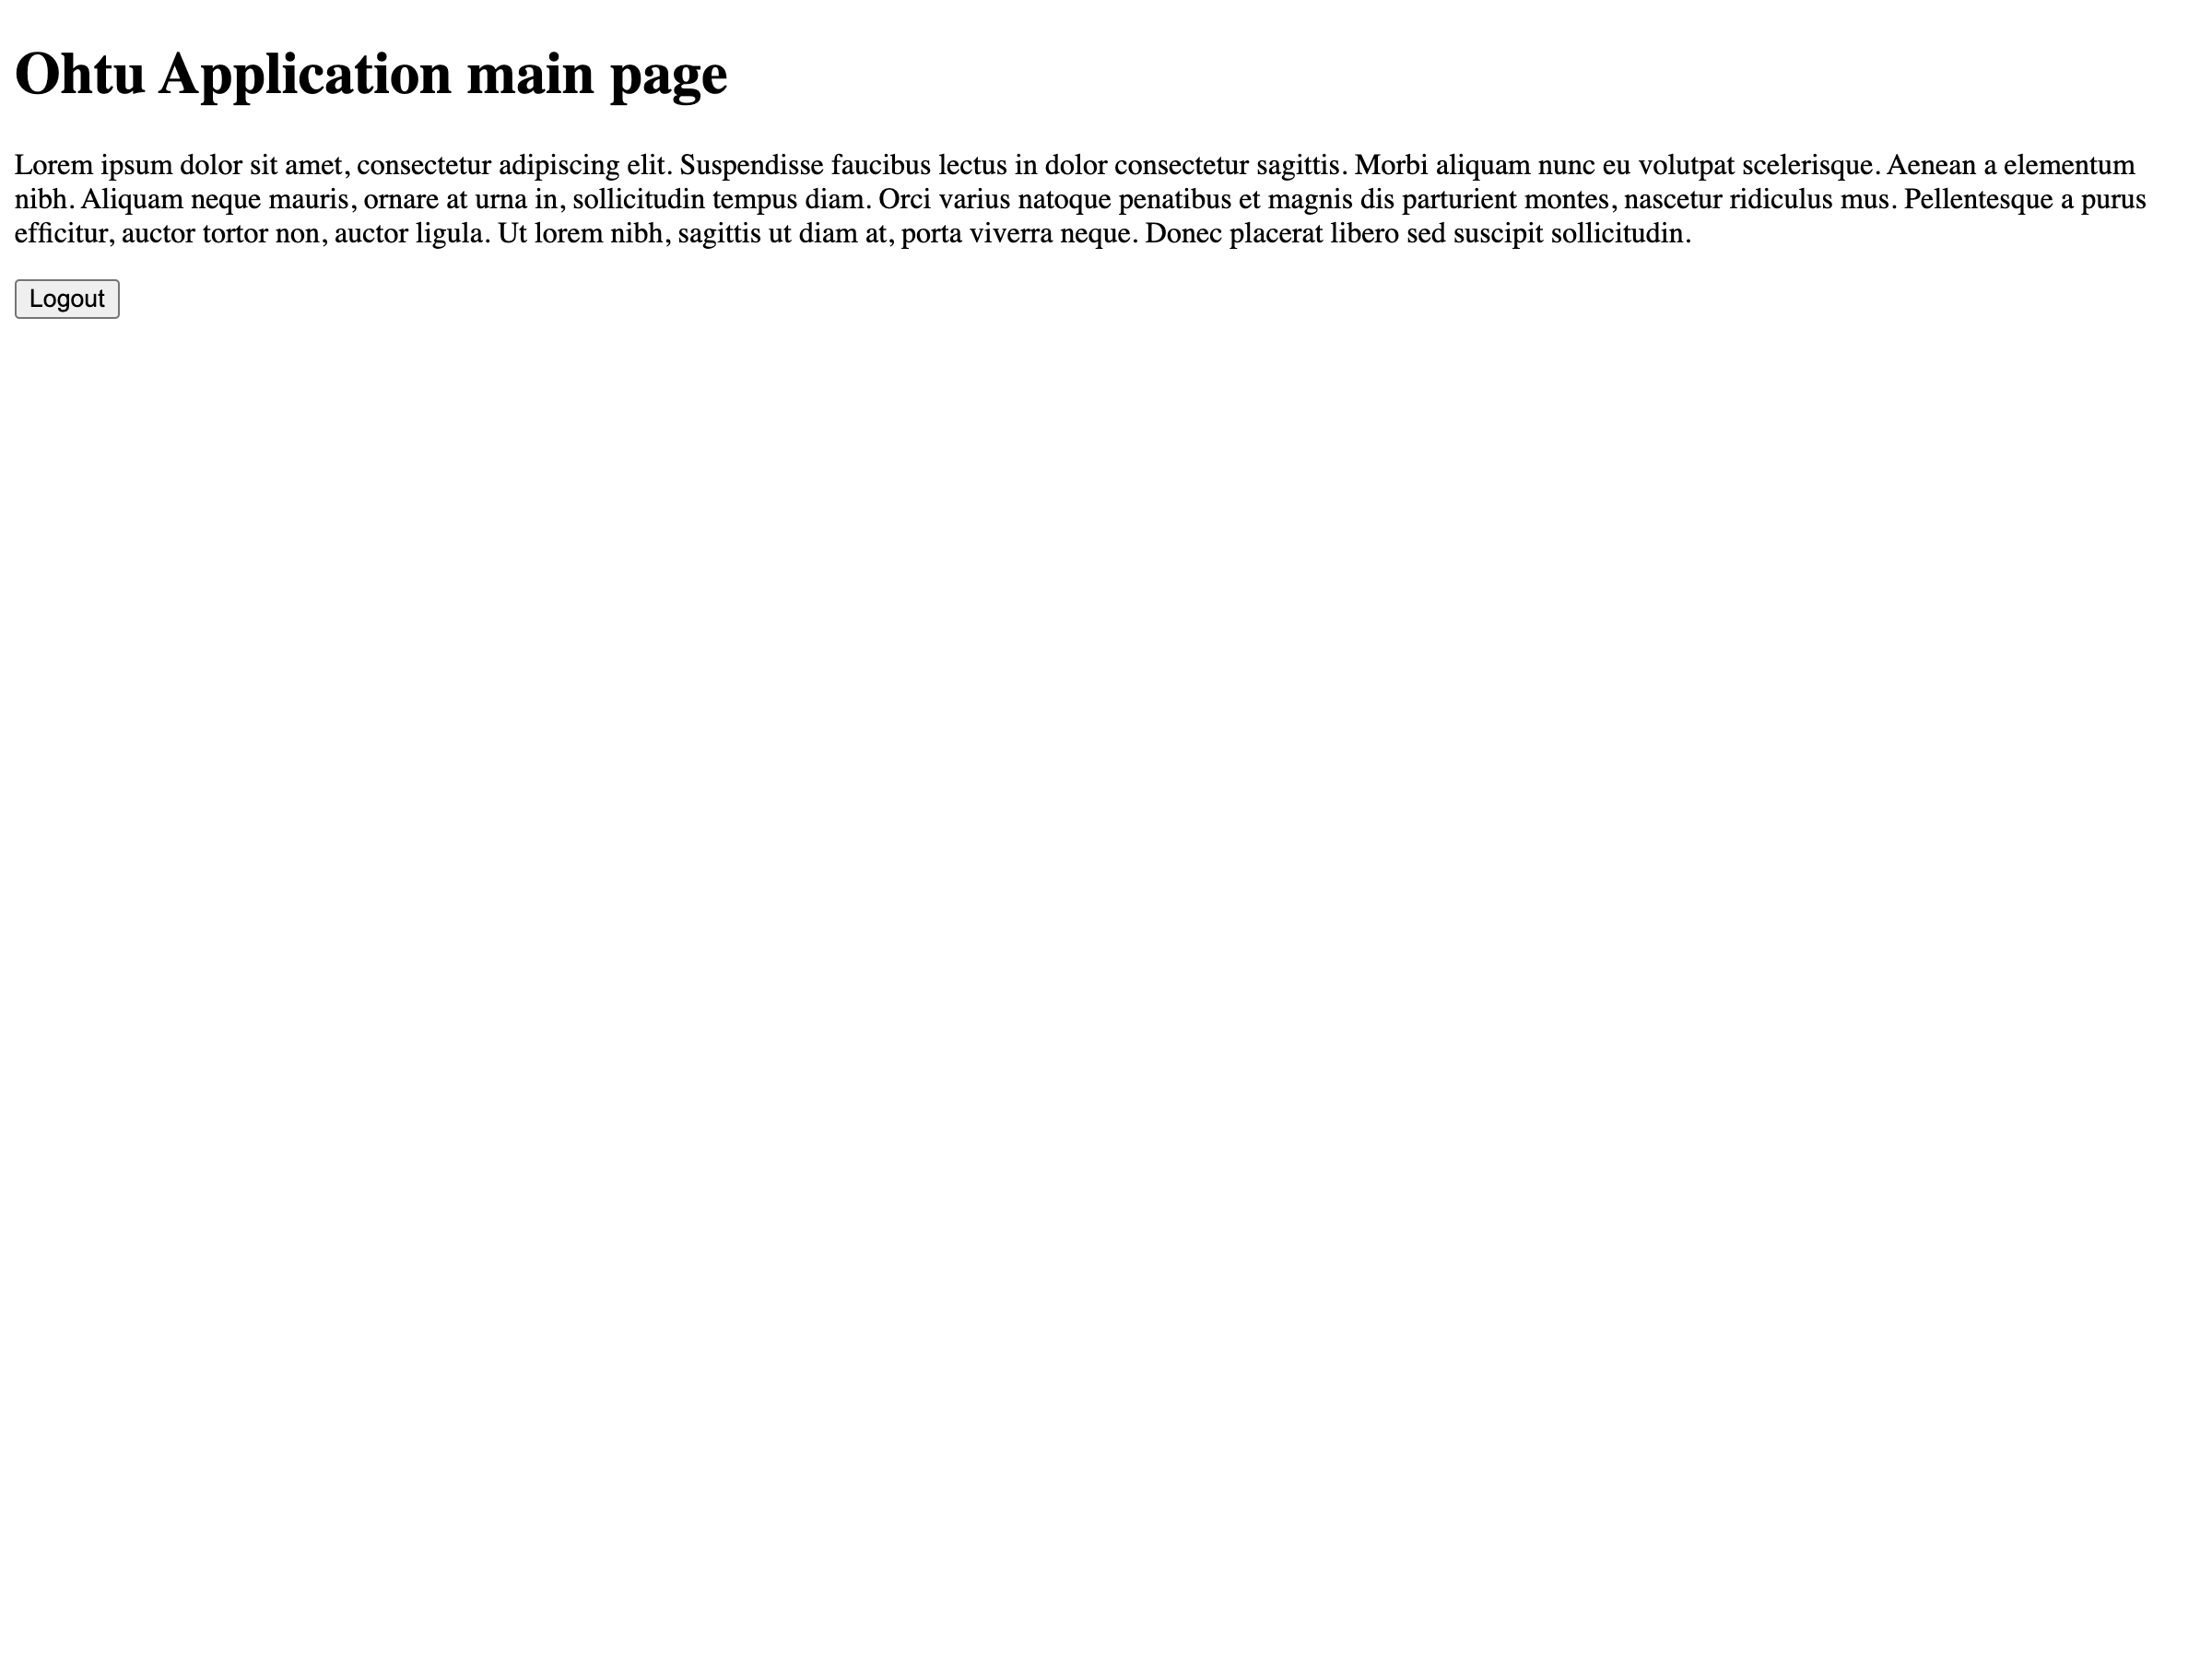 Ohtu Application main page
Lorem ipsum dolor sit amet, consectetur adipiscing elit. Suspendisse faucibus lectus in dolor consectetur sagittis. Morbi aliquam nunc eu volutpat scelerisque. Aenean a elementum
nibh. Aliquam neque mauris, ornare at urna in, sollicitudin tempus diam. Orci varius natoque penatibus et magnis dis parturient montes, nascetur ridiculus mus. Pellentesque a purus
efficitur, auctor tortor non, auctor ligula. Ut lorem nibh, sagittis ut diam at, porta viverra neque. Donec placerat libero sed suscipit sollicitudin.
Logout